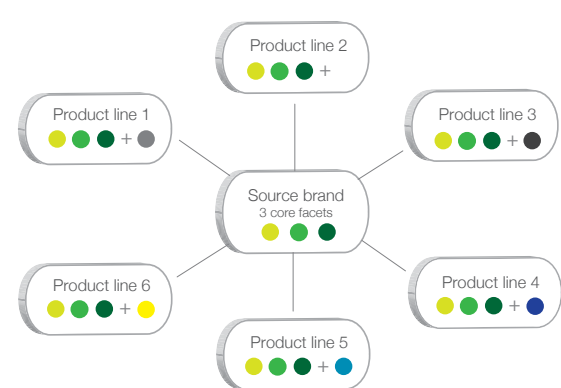 Product line 2
+
Product line 1
+
Product line 3
+
Source brand
3 core facets
Product line 6
+
Product line 4
+
Product line 5
+